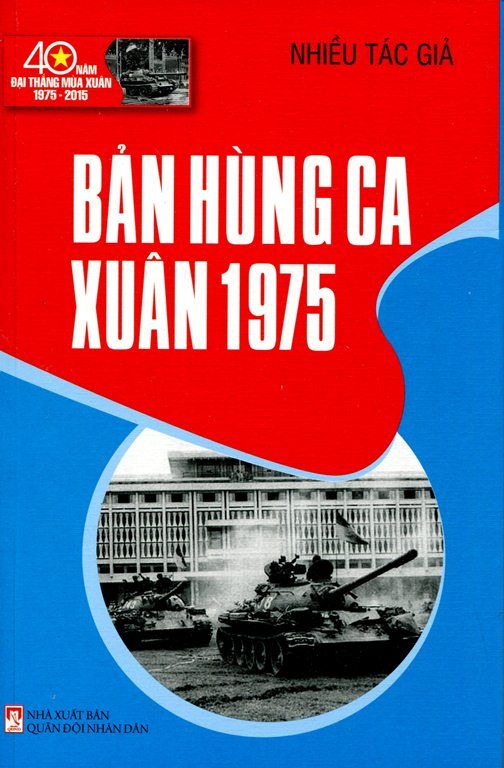 40 NĂM
ĐẠI THẮNG MÙA XUÂN
1975 - 2015
NHIỀU TÁC GIẢ
BẢN HÙNG CA
XUÂN 1975
NHÀ XUẤT BẢN
QUÂN ĐỘI NHÂN DÂN